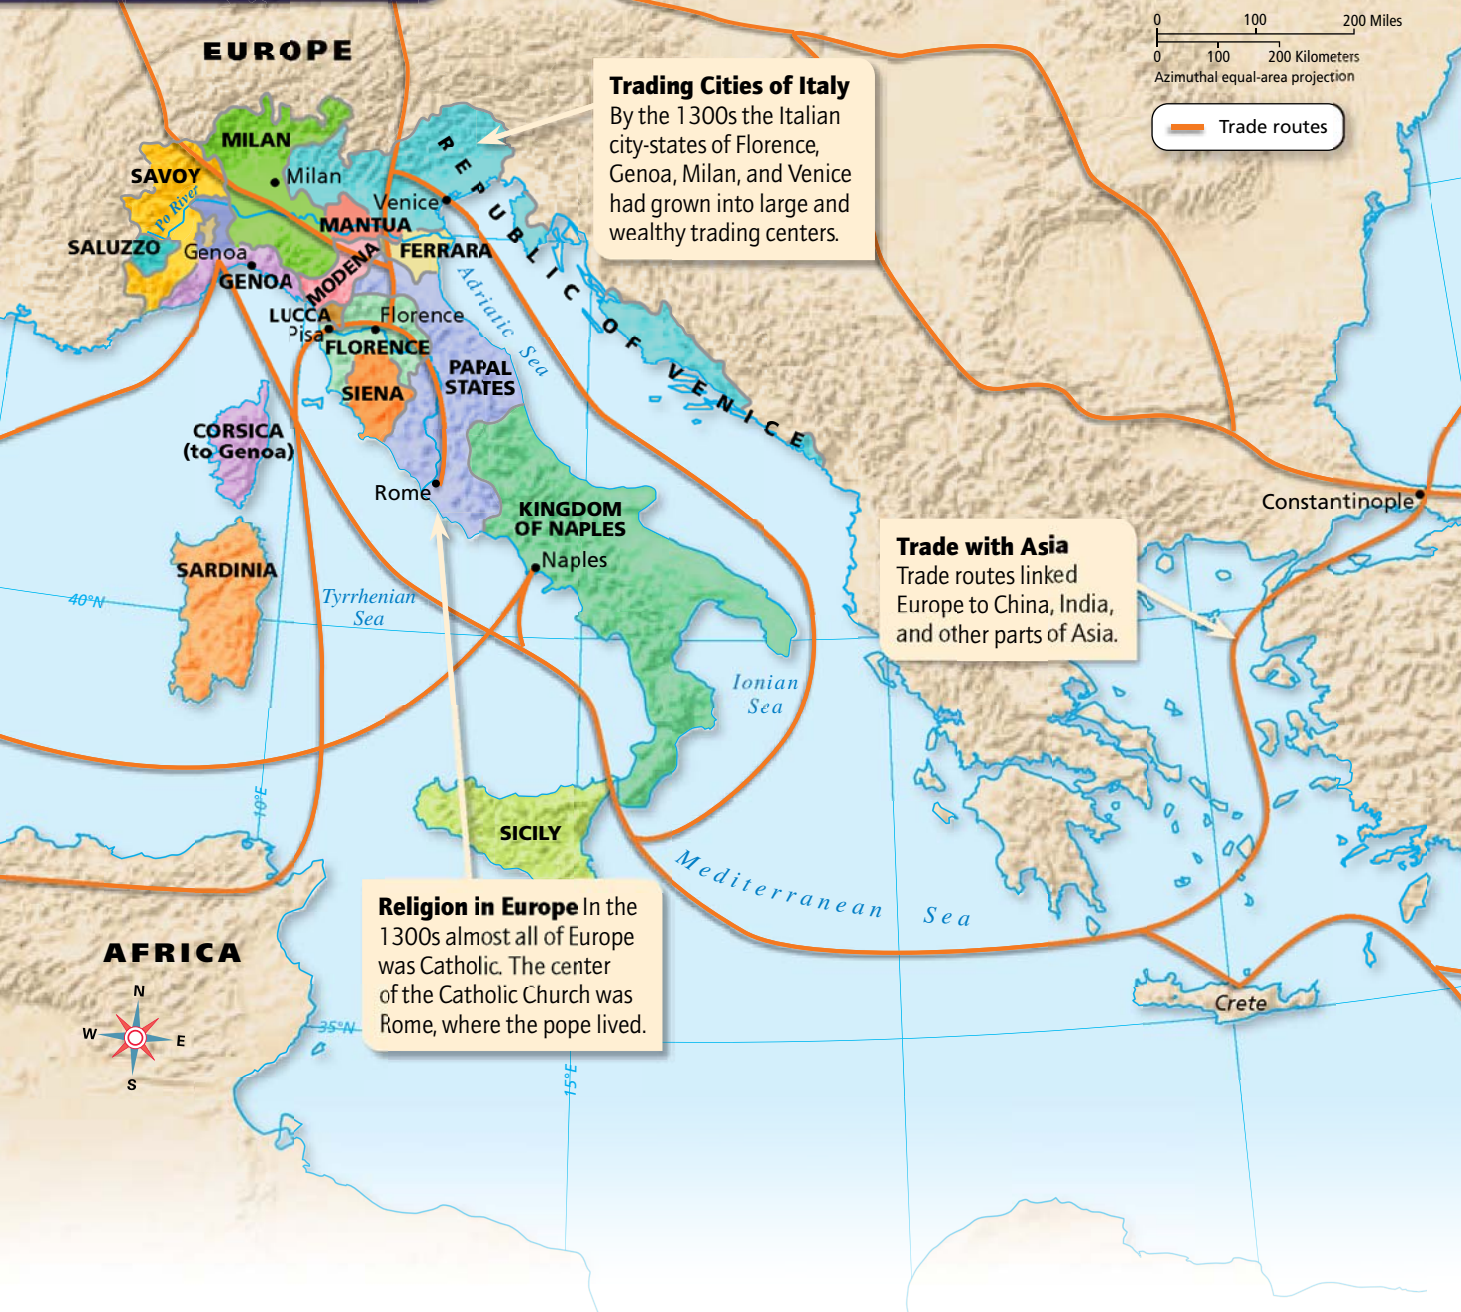 EUROPE
0 100 200 Miles
0 100 200 Kilometers
Azimuthal equal-area projection
Trade routes
Trading Cities of Italy
By the 1300s the Italian
city-states of Florence,
Genoa, Milan, and Venice
had grown into large and
wealthy trading centers.
MILAN
Milan
SAVOY
Po River
Venice
REPUBLIC OF VENICE
MANTUA
SALUZZO
Genoa
FERRARA
GENOA
MODENA
Adriatic Sea
LUCCA
Pisa
Florence
FLORENCE
PAPAL
STATES
SIENA
CORSICA
(to Genoa)
Rome
KINGDOM
OF NAPLES
Naples
Constantinople
Trade with Asia
Trade routes linked
Europe to China, India,
and other parts of Asia.
SARDINIA
40°N
Tyrrhenian
Sea
Ionian
Sea
10°E
SICILY
Mediterranean Sea
Religion in Europe In the
1300s almost all of Europe
was Catholic. The center
of the Catholic Church was
Rome, where the pope lived.
AFRICA
N
W
E
S
35°N
15°E
Crete